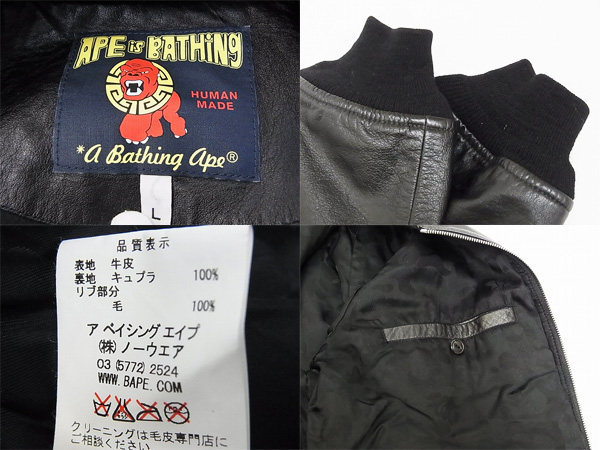 APE IS BATHING
HUMAN
MADE
*A Bathing Ape®
L
品質表示
表地 牛皮
裏地 キュプラ 100%
リブ部分
毛 100%
ア ベイシング エイプ
(株) ノーウエア
03 (5772) 2524
WWW.BAPE.COM
クリーニングは毛皮専門店に
ご相談ください